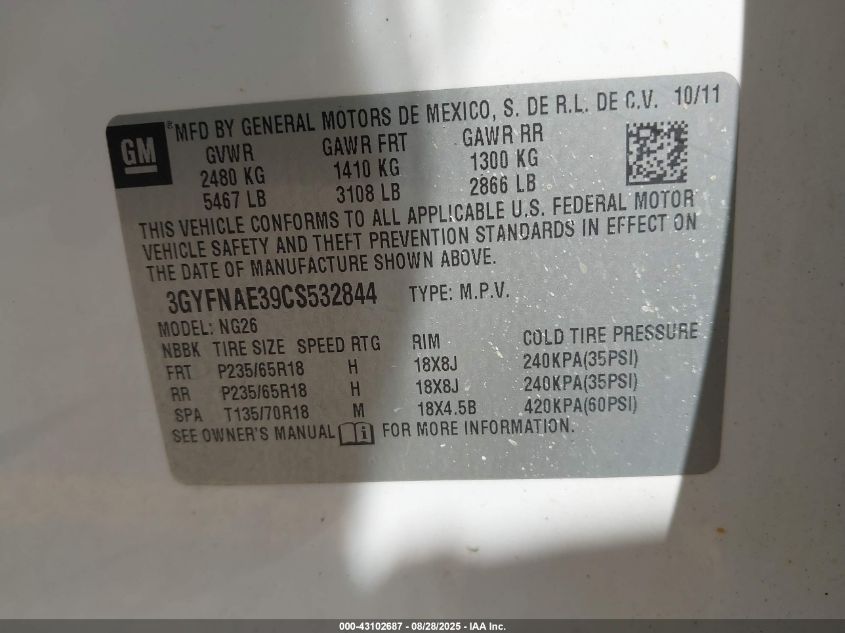 GM ® MFD BY GENERAL MOTORS DE MEXICO, S. DE R.L. DE C.V. 10/11
GVWR GAWR FRT GAWR RR
2480 KG 1410 KG 1300 KG
5467 LB 3108 LB 2866 LB
THIS VEHICLE CONFORMS TO ALL APPLICABLE U.S. FEDERAL MOTOR
VEHICLE SAFETY AND THEFT PREVENTION STANDARDS IN EFFECT ON
THE DATE OF MANUFACTURE SHOWN ABOVE.
3GYFNAE39CS532844 TYPE: M.P.V.
MODEL: NG26
NBBK TIRE SIZE SPEED RTG RIM COLD TIRE PRESSURE
FRT P235/65R18 H 18X8J 240KPA(35PSI)
RR P235/65R18 H 18X8J 240KPA(35PSI)
SPA T135/70R18 M 18X4.5B 420KPA(60PSI)
SEE OWNER'S MANUAL i FOR MORE INFORMATION.
000-43102687 - 08/28/2025 - IAA Inc.